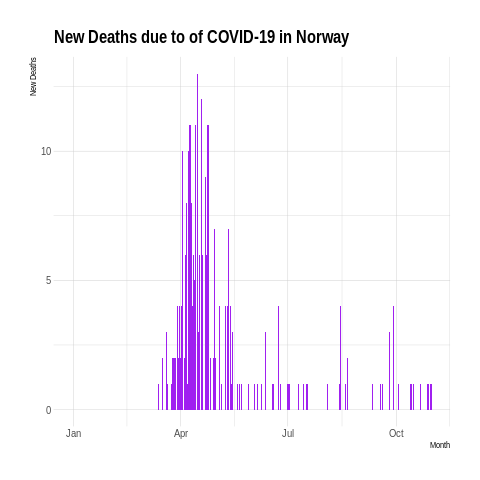 New Deaths due to of COVID-19 in Norway
New Deaths
10
5
0
Jan Apr Jul Oct
Month